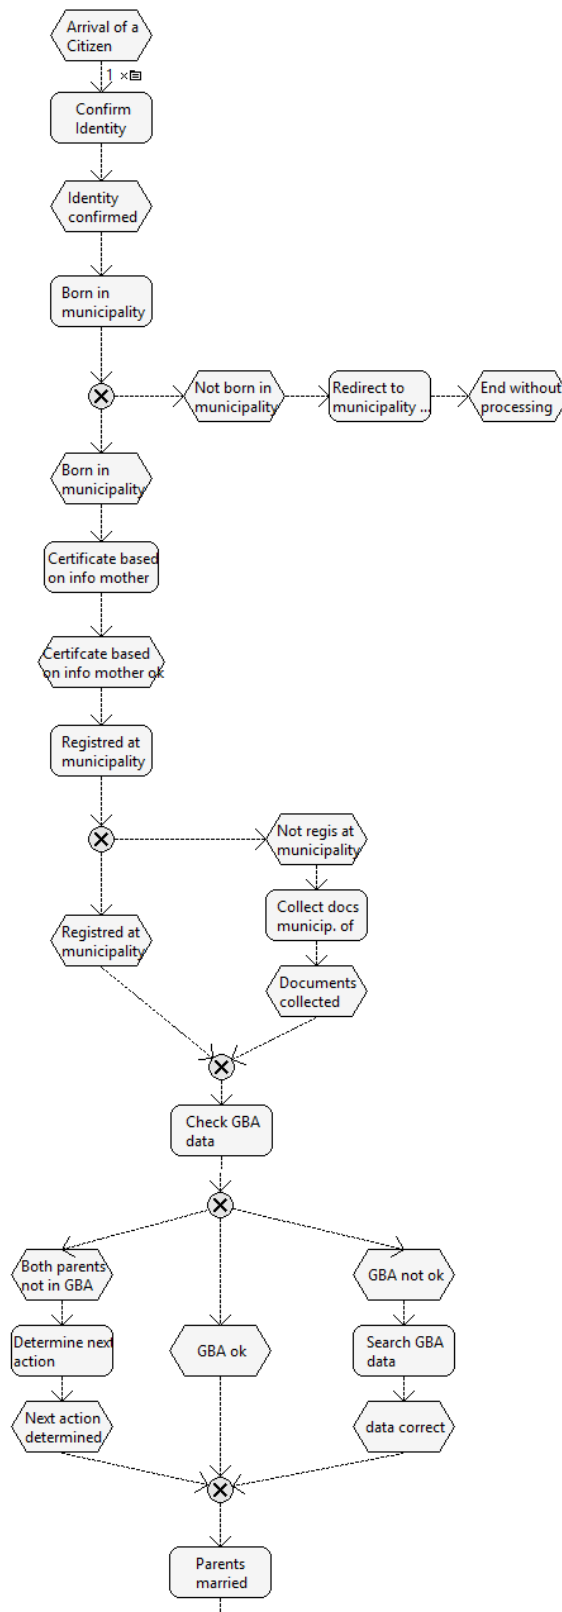 Arrival of a
Citizen
1 ×
Confirm
Identity
Identity
confirmed
Born in
municipality
Not born in
municipality
Redirect to
municipality ...
End without
processing
Born in
municipality
Certificate based
on info mother
Certifcate based
on info mother ok
Registred at
municipality
Not regis at
municipality
Collect docs
municip. of
Registred at
municipality
Documents
collected
Check GBA
data
Both parents
not in GBA
GBA not ok
Determine next
action
GBA ok
Search GBA
data
Next action
determined
data correct
Parents
married